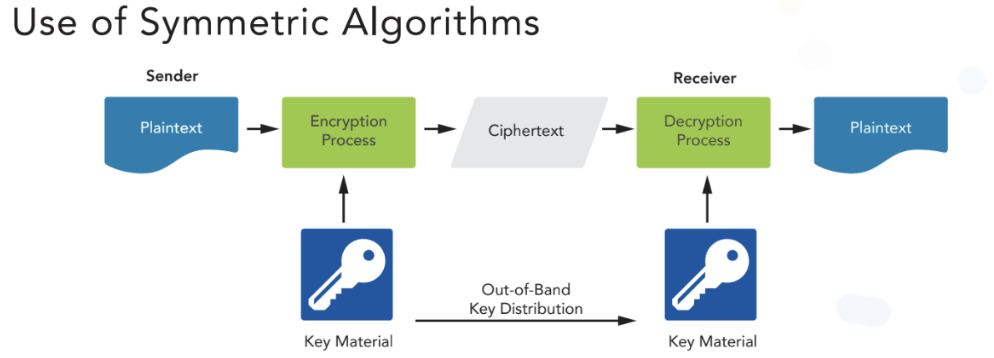 Use of Symmetric Algorithms
Sender
Receiver
Plaintext
Encryption
Process
Ciphertext
Decryption
Process
Plaintext
Out-of-Band
Key Distribution
Key Material
Key Material